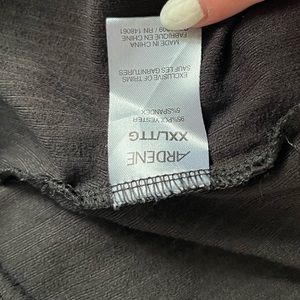 ARDENE
XXL/TTG
95%POLYESTER
5%SPANDEX
EXCLUSIVE OF TRIMS
SAUF LES GARNITURES
MADE IN CHINA
FABRIQUÉ EN CHINE
/ RN 148061